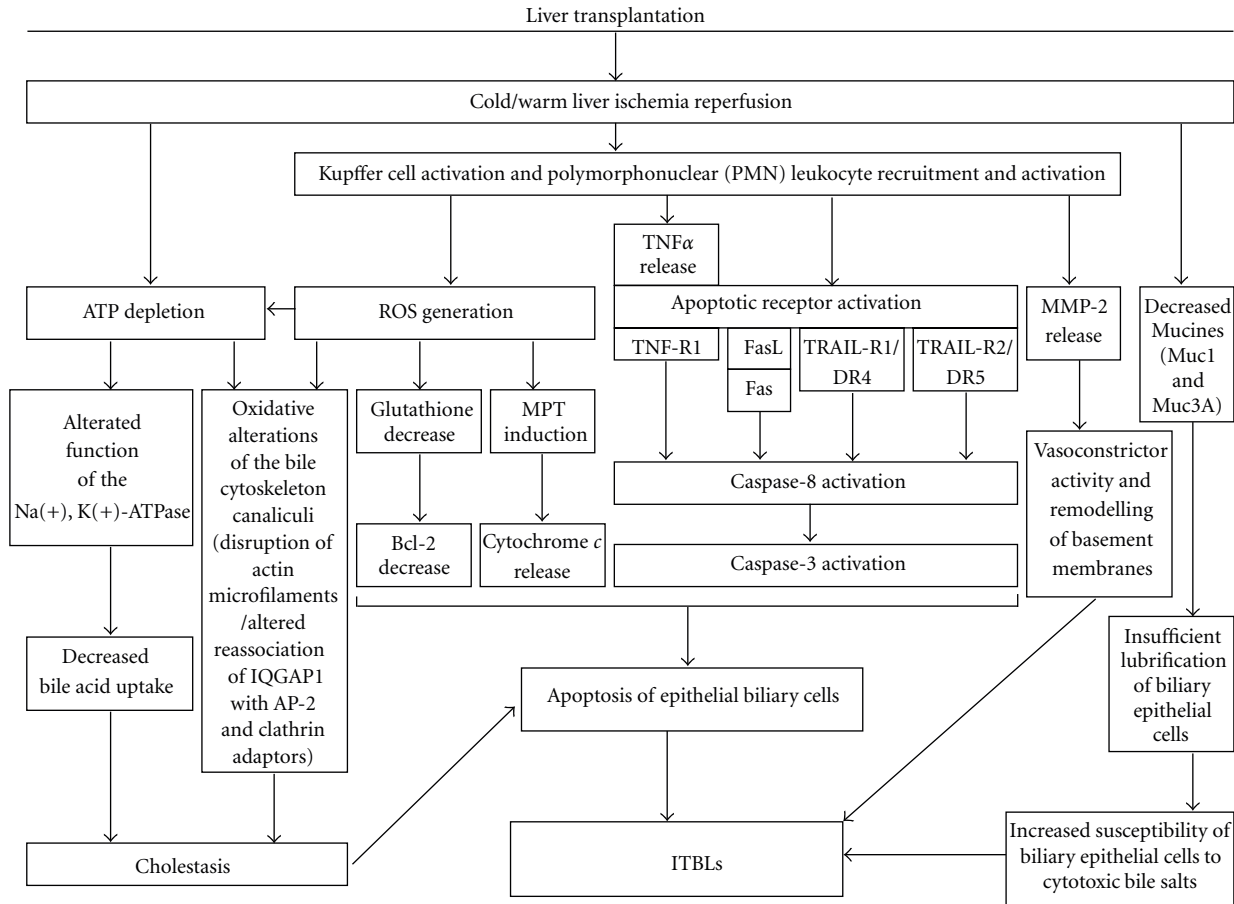 Liver transplantation
Cold/warm liver ischemia reperfusion
Kupffer cell activation and polymorphonuclear (PMN) leukocyte recruitment and activation
TNFα
release
ATP depletion
ROS generation
Apoptotic receptor activation
TNF-R1
FasL
Fas
TRAIL-R1/
DR4
TRAIL-R2/
DR5
MMP-2
release
Decreased
Mucines
(Muc1
and
Muc3A)
Alterated
function
of the
Na(+), K(+)-ATPase
Oxidative
alterations
of the bile
cytoskeleton
canaliculi
(disruption of
actin
microfilaments
/altered
reassociation
of IQGAP1
with AP-2
and clathrin
adaptors)
Glutathione
decrease
MPT
induction
Caspase-8 activation
Vasoconstrictor
activity and
remodelling
of basement
membranes
Bcl-2
decrease
Cytochrome c
release
Caspase-3 activation
Decreased
bile acid uptake
Apoptosis of epithelial biliary cells
Insufficient
lubrification
of biliary
epithelial
cells
Cholestasis
ITBLs
Increased susceptibility of
biliary epithelial cells to
cytotoxic bile salts